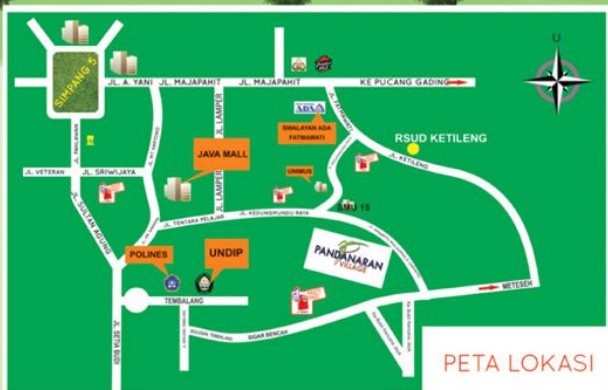 U
SIMPANG 5
JL. A. YANI
JL. MAJAPAHIT
JL. MAJAPAHIT
KE PUCANG GADING
JL. PAHLAWAN
JL. MT. HARYONO
JL. LAMPER
JL. FATMAWATI
ADA
SWALAYAN ADA
FATMAWATI
RSUD KETILENG
JL. KETILENG
JAVA MALL
UNIMUS
JL. VETERAN
JL. SRIWIJAYA
JL. LAMPER
SMU 15
JL. SULTAN AGUNG
JL. TENTARA PELAJAR
JL. KEDUNGMUNDU RAYA
PANDANARAN
VILLAGE
POLINES
UNDIP
TEMBALANG
METESEH
JL. SETIA BUDI
SIGAR BENCAH
PETA LOKASI